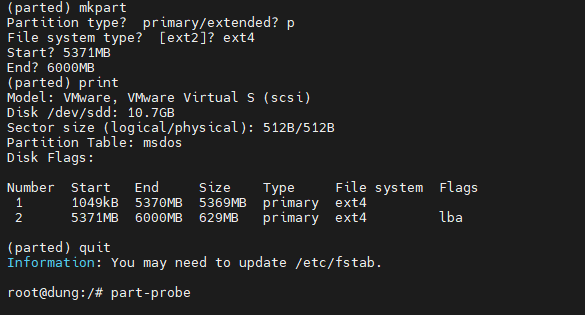 (parted) mkpart
Partition type?  primary/extended? p
File system type?  [ext2]? ext4
Start? 5371MB
End? 6000MB
(parted) print
Model: VMware, VMware Virtual S (scsi)
Disk /dev/sdd: 10.7GB
Sector size (logical/physical): 512B/512B
Partition Table: msdos
Disk Flags:
Number  Start   End     Size    Type     File system  Flags
 1      1049kB  5370MB  5369MB  primary  ext4
 2      5371MB  6000MB  629MB   primary  ext4         lba
(parted) quit
Information: You may need to update /etc/fstab.
root@dung:/# part-probe